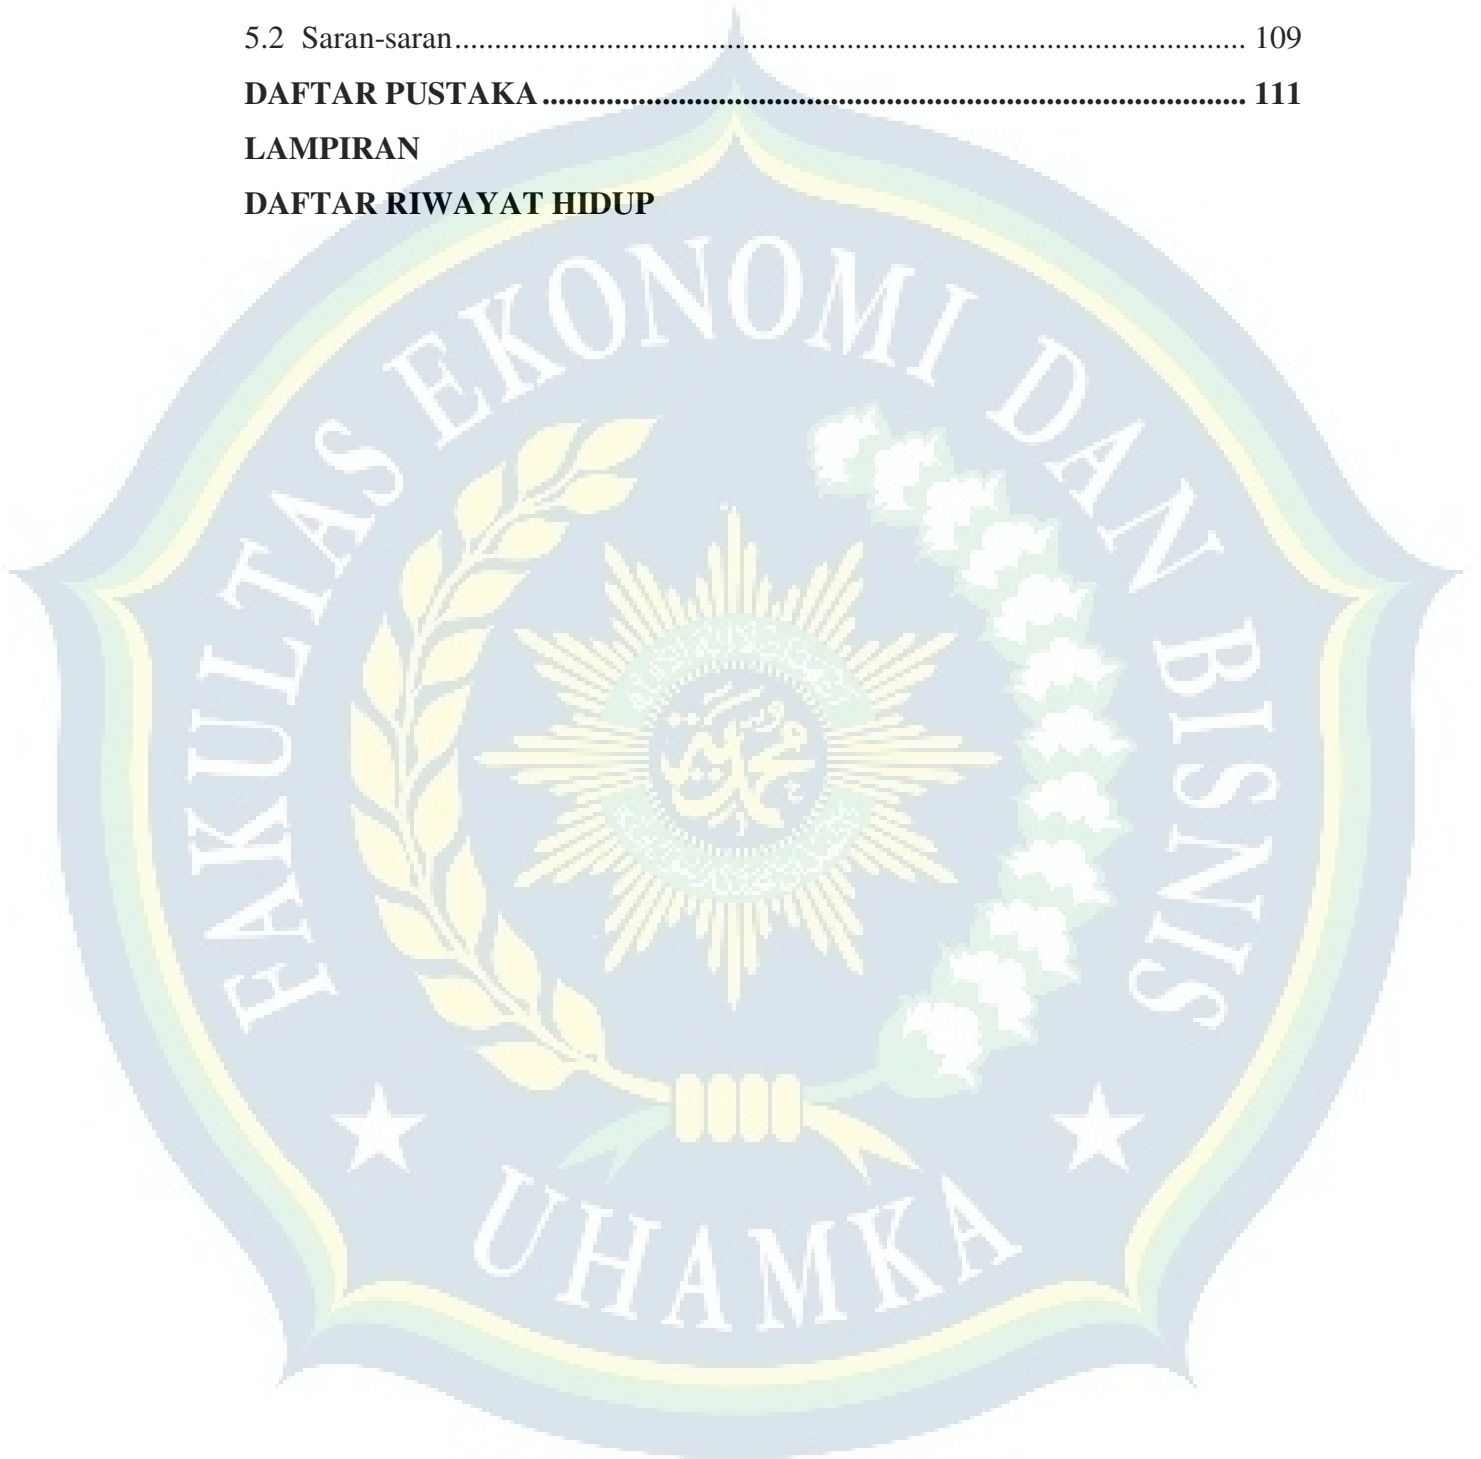 5.2 Saran-saran........................................................................................................ 109
DAFTAR PUSTAKA........................................................................................... 111
LAMPIRAN
DAFTAR RIWAYAT HIDUP
FAKULTAS EKONOMI DAN BISNIS
UHAMKA